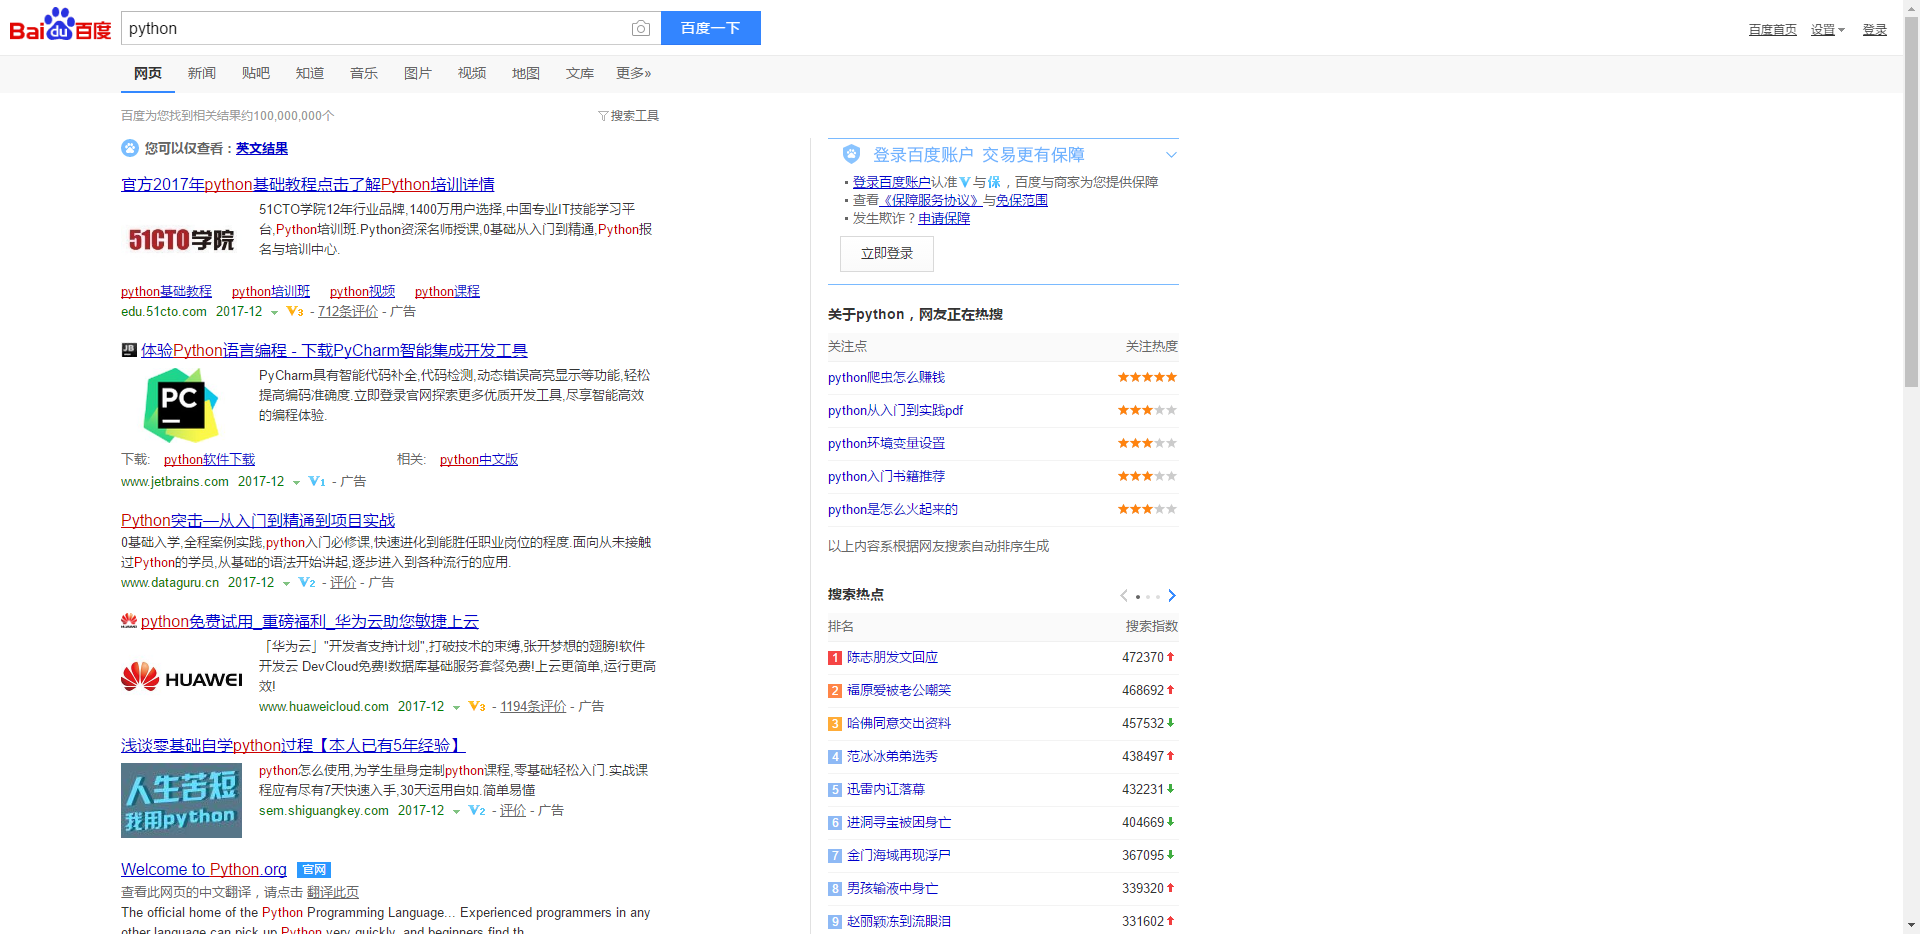 Bai du 百度
python
百度一下
百度首页 设置 登录
网页 新闻 贴吧 知道 音乐 图片 视频 地图 文库 更多»
百度为您找到相关结果约100,000,000个
搜索工具
您可以仅查看：英文结果
官方2017年python基础教程点击了解Python培训详情
51CTO学院
51CTO学院12年行业品牌,1400万用户选择,中国专业IT技能学习平
台,Python培训班.Python资深名师授课,0基础从入门到精通,Python报
名与培训中心.
python基础教程 python培训班 python视频 python课程
edu.51cto.com 2017-12 V3 - 712条评价 - 广告
JB 体验Python语言编程 - 下载PyCharm智能集成开发工具
PC
PyCharm具有智能代码补全,代码检测,动态错误高亮显示等功能,轻松
提高编码准确度.立即登录官网探索更多优质开发工具,尽享智能高效
的编程体验.
下载: python软件下载 相关: python中文版
www.jetbrains.com 2017-12 V1 - 广告
Python突击—从入门到精通到项目实战
0基础入学,全程案例实践,python入门必修课,快速进化到能胜任职业岗位的程度.面向从未接触
过Python的学员,从基础的语法开始讲起,逐步进入到各种流行的应用.
www.dataguru.cn 2017-12 V2 - 评价 - 广告
python免费试用_重磅福利_华为云助您敏捷上云
HUAWEI
「华为云」"开发者支持计划",打破技术的束缚,张开梦想的翅膀!软件
开发云 DevCloud免费!数据库基础服务套餐免费!上云更简单,运行更高
效!
www.huaweicloud.com 2017-12 V3 - 1194条评价 - 广告
浅谈零基础自学python过程【本人已有5年经验】
人生苦短
我用python
python怎么使用,为学生量身定制python课程,零基础轻松入门.实战课
程应有尽有7天快速入手,30天运用自如.简单易懂
sem.shiguangkey.com 2017-12 V2 - 评价 - 广告
Welcome to Python.org 官网
查看此网页的中文翻译，请点击 翻译此页
The official home of the Python Programming Language... Experienced programmers in any
other language can pick up Python very quickly, and beginners find th
登录百度账户 交易更有保障
登录百度账户认准V与保，百度与商家为您提供保障
查看《保障服务协议》与免保范围
发生欺诈？申请保障
立即登录
关于python，网友正在热搜
关注点 关注热度
python爬虫怎么赚钱
python从入门到实践pdf
python环境变量设置
python入门书籍推荐
python是怎么火起来的
以上内容系根据网友搜索自动排序生成
搜索热点
排名 搜索指数
1 陈志朋发文回应 472370
2 福原爱被老公嘲笑 468692
3 哈佛同意交出资料 457532
4 范冰冰弟弟选秀 438497
5 迅雷内讧落幕 432231
6 进洞寻宝被困身亡 404669
7 金门海域再现浮尸 367095
8 男孩输液中身亡 339320
9 赵丽颖冻到流眼泪 331602